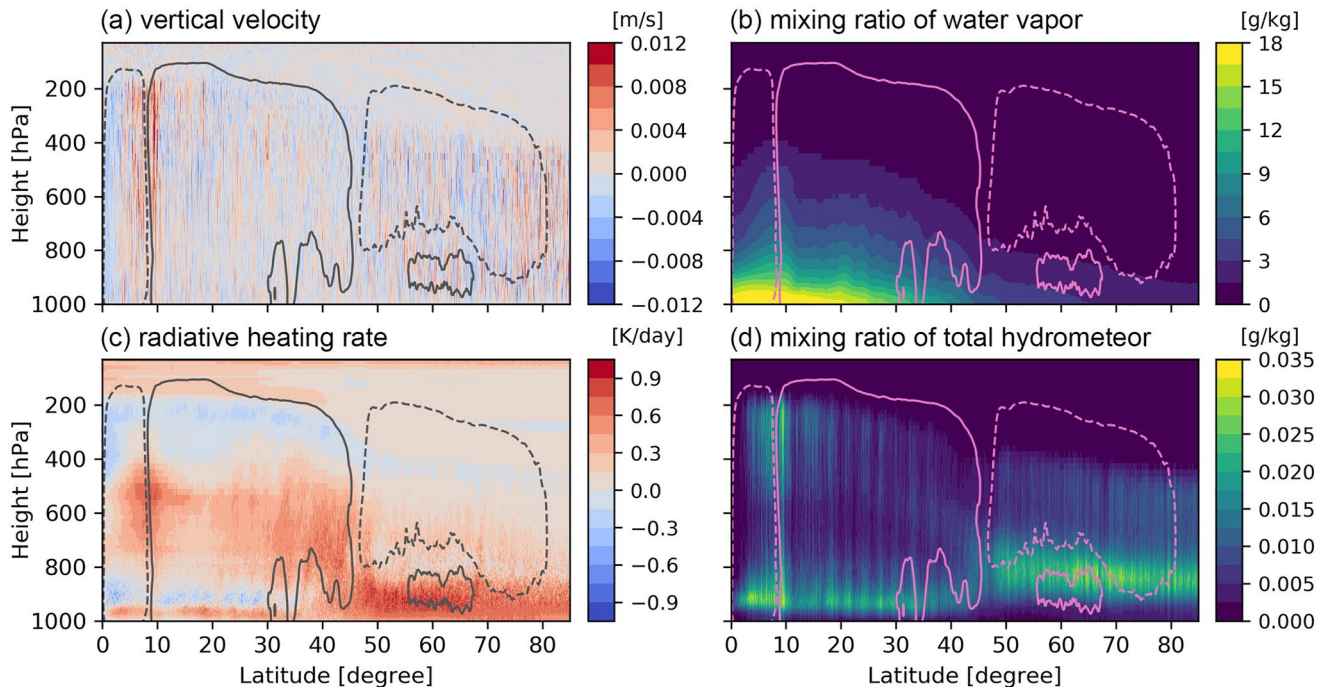 (a) vertical velocity
[m/s]
0.012
0.008
0.004
0.000
−0.004
−0.008
−0.012
200
400
600
800
1000
Height [hPa]
(b) mixing ratio of water vapor
[g/kg]
18
15
12
9
6
3
0
(c) radiative heating rate
[K/day]
0.9
0.6
0.3
0.0
−0.3
−0.6
−0.9
200
400
600
800
1000
Height [hPa]
0 10 20 30 40 50 60 70 80
Latitude [degree]
(d) mixing ratio of total hydrometeor
[g/kg]
0.035
0.030
0.025
0.020
0.015
0.010
0.005
0.000
0 10 20 30 40 50 60 70 80
Latitude [degree]